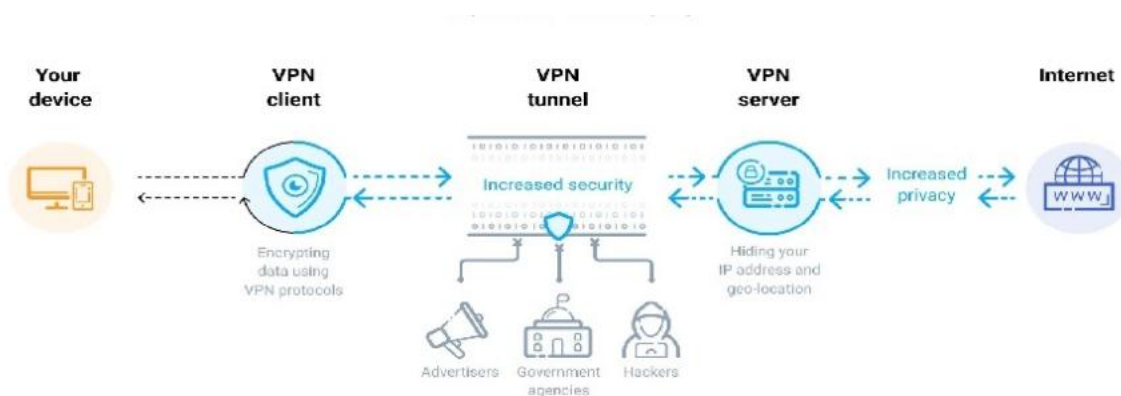 Your
device
VPN
client
VPN
tunnel
VPN
server
Internet
Increased security
Increased
privacy
WWW
Encrypting
data using
VPN protocols
Hiding your
IP address and
geo-location
Advertisers
Government
agencies
Hackers